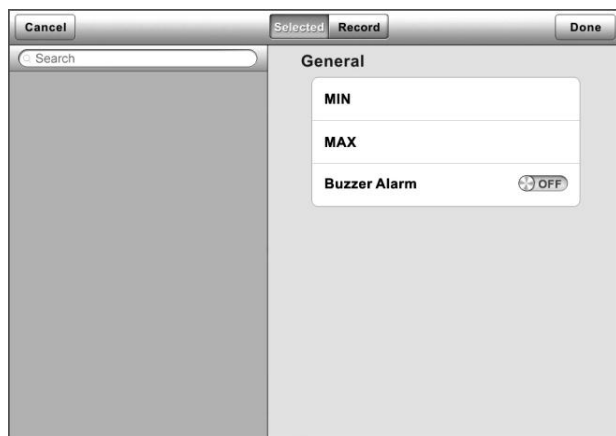 Cancel
Selected Record
Done
Search
General
MIN
MAX
Buzzer Alarm OFF